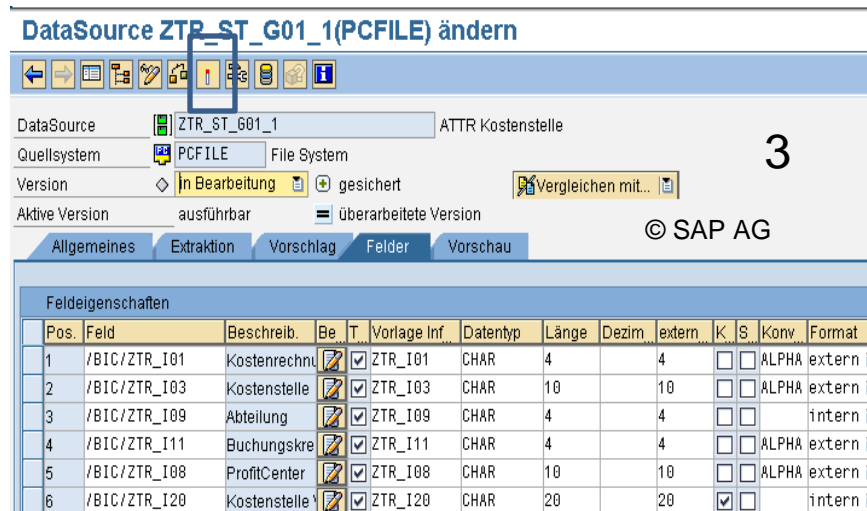 DataSource ZTR_ST_G01_1(PCFILE) ändern
DataSource ZTR_ST_G01_1 ATTR Kostenstelle
Quellsystem PCFILE File System
3
Version in Bearbeitung gesichert Vergleichen mit...
Aktive Version ausführbar überarbeitete Version
© SAP AG
Allgemeines Extraktion Vorschlag Felder Vorschau
Feldeigenschaften
Pos. Feld Beschreib. Be... T... Vorlage Inf... Datentyp Länge Dezim... extern... K... S... Konv... Format
1 /BIC/ZTR_I01 Kostenrechnu ZTR_I01 CHAR 4 4 ALPHA extern
2 /BIC/ZTR_I03 Kostenstelle ZTR_I03 CHAR 10 10 ALPHA extern
3 /BIC/ZTR_I09 Abteilung ZTR_I09 CHAR 4 4 intern
4 /BIC/ZTR_I11 Buchungskre ZTR_I11 CHAR 4 4 ALPHA extern
5 /BIC/ZTR_I08 ProfitCenter ZTR_I08 CHAR 10 10 ALPHA extern
6 /BIC/ZTR_I20 Kostenstelle V ZTR_I20 CHAR 20 20 intern